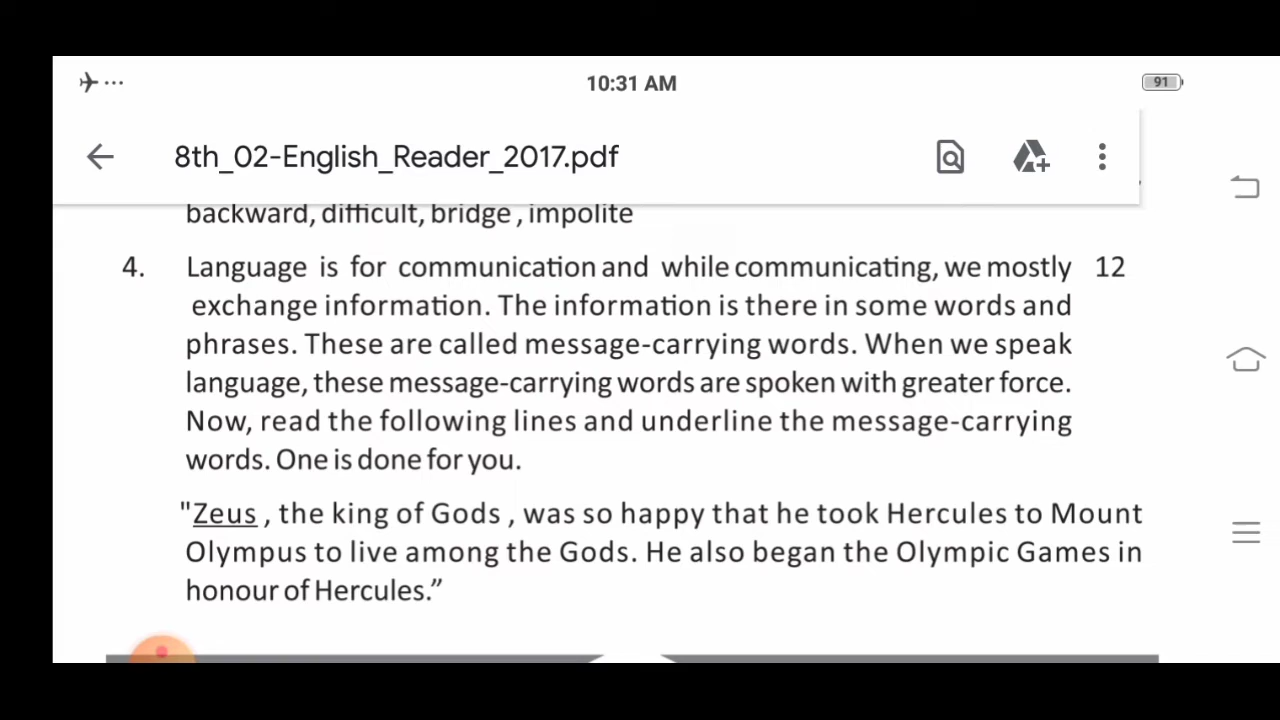 10:31 AM
91
8th_02-English_Reader_2017.pdf
backward, difficult, bridge , impolite
4. Language is for communication and while communicating, we mostly 12
exchange information. The information is there in some words and
phrases. These are called message-carrying words. When we speak
language, these message-carrying words are spoken with greater force.
Now, read the following lines and underline the message-carrying
words. One is done for you.
"Zeus , the king of Gods , was so happy that he took Hercules to Mount
Olympus to live among the Gods. He also began the Olympic Games in
honour of Hercules.”